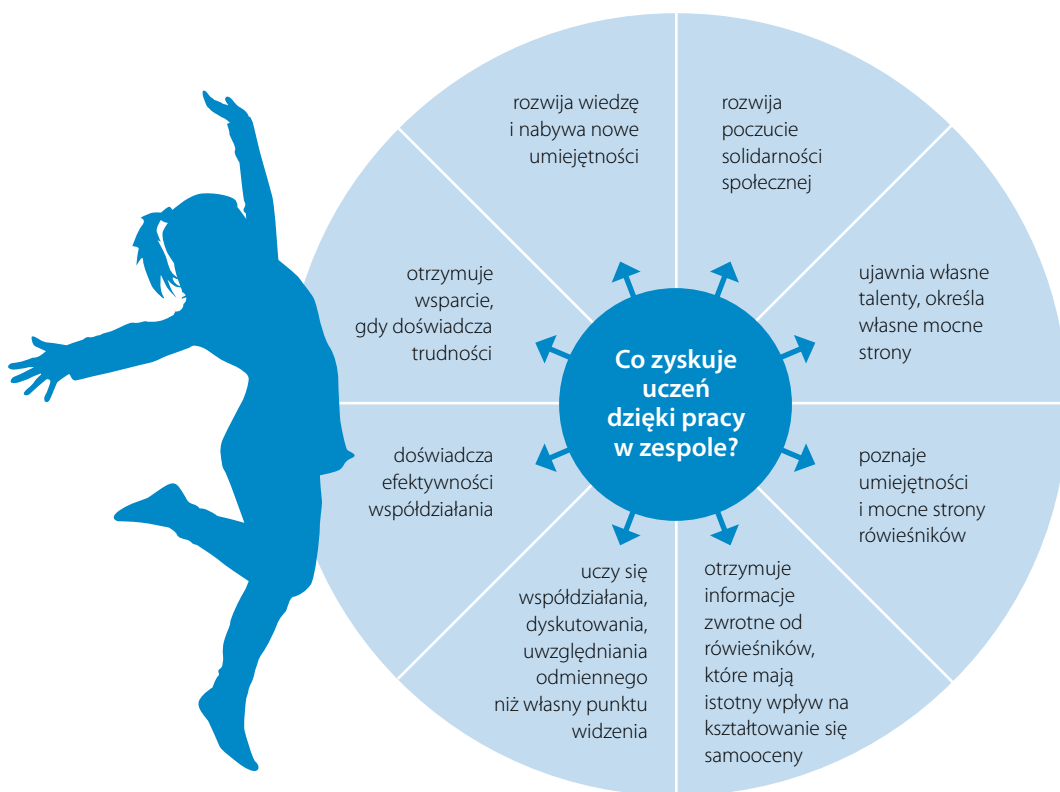 Co zyskuje
uczeń
dzięki pracy
w zespole?
rozwija
poczucie
solidarności
społecznej
ujawnia własne
talenty, określa
własne mocne
strony
poznaje
umiejętności
i mocne strony
rówieśników
otrzymuje
informacje
zwrotne od
rówieśników,
które mają
istotny wpływ na
kształtowanie się
samooceny
uczy się
współdziałania,
dyskutowania,
uwzględniania
odmiennego
niż własny punktu
widzenia
doświadcza
efektywności
współdziałania
otrzymuje
wsparcie,
gdy doświadcza
trudności
rozwija wiedzę
i nabywa nowe
umiejętności